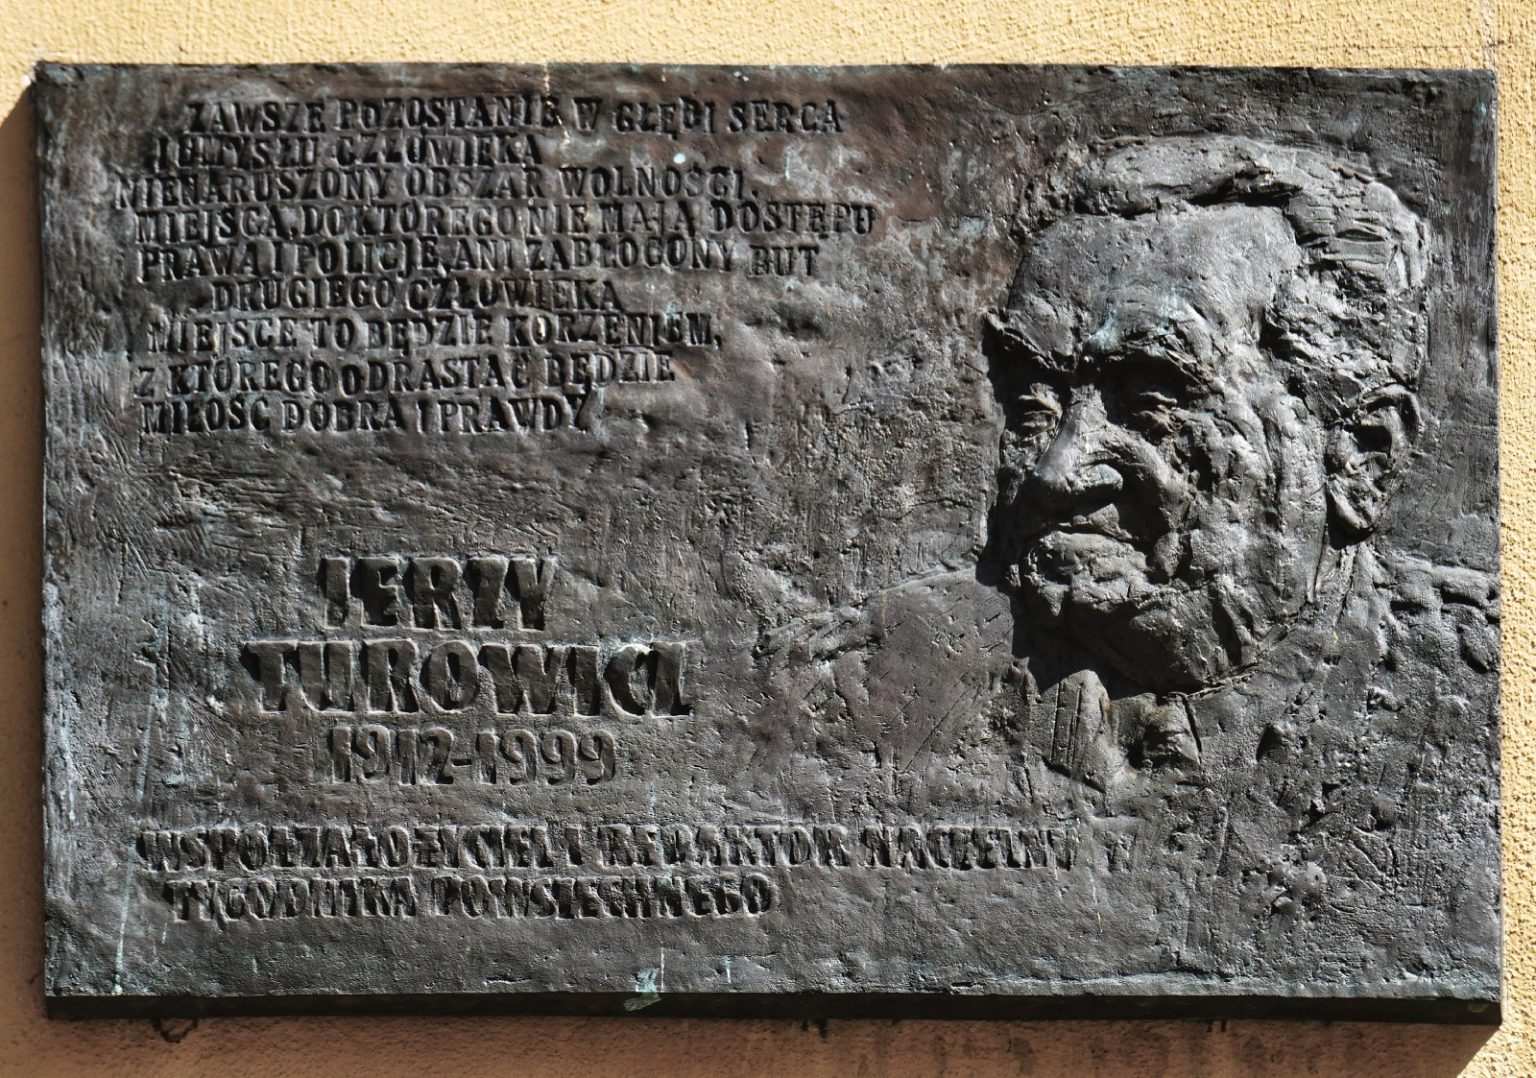 ZAWSZE POZOSTANIE W GŁĘBI SERCA
I UMYSŁU CZŁOWIEKA
NIENARUSZONY OBSZAR WOLNOŚCI,
MIEJSCA, DO KTÓREGO NIE MAJĄ DOSTĘPU
PRAWA I POLICJE, ANI ZABŁOCONY BUT
DRUGIEGO CZŁOWIEKA
MIEJSCE TO BĘDZIE KORZENIEM,
Z KTÓREGO ODRASTAĆ BĘDZIE
MIŁOŚĆ DOBRA I PRAWDY
JERZY
TUROWICZ
1912-1999
WSPÓŁZAŁOŻYCIEL I REDAKTOR NACZELNY
TYGODNIKA POWSZECHNEGO